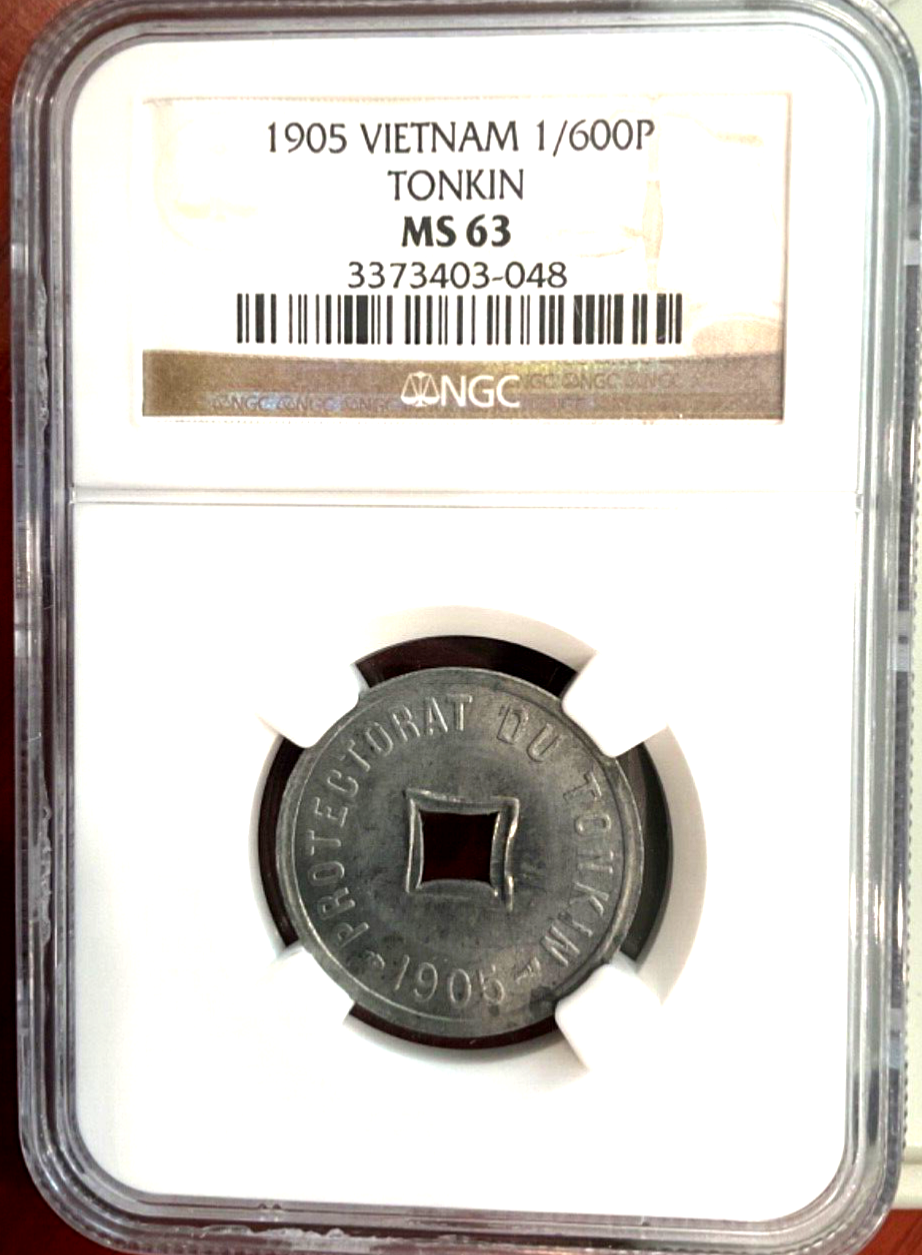 1905 VIETNAM 1/600P
TONKIN
MS 63
3373403-048
NGC
PROTECTORAT DU TONKIN
1905